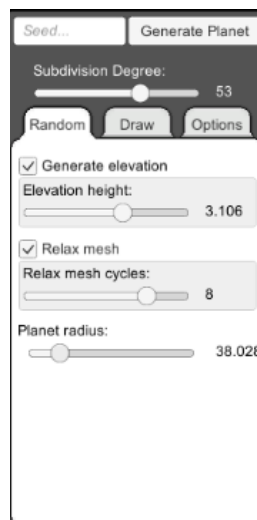 Seed... Generate Planet
Subdivision Degree:
53
Random Draw Options
Generate elevation
Elevation height:
3.106
Relax mesh
Relax mesh cycles:
8
Planet radius:
38.028